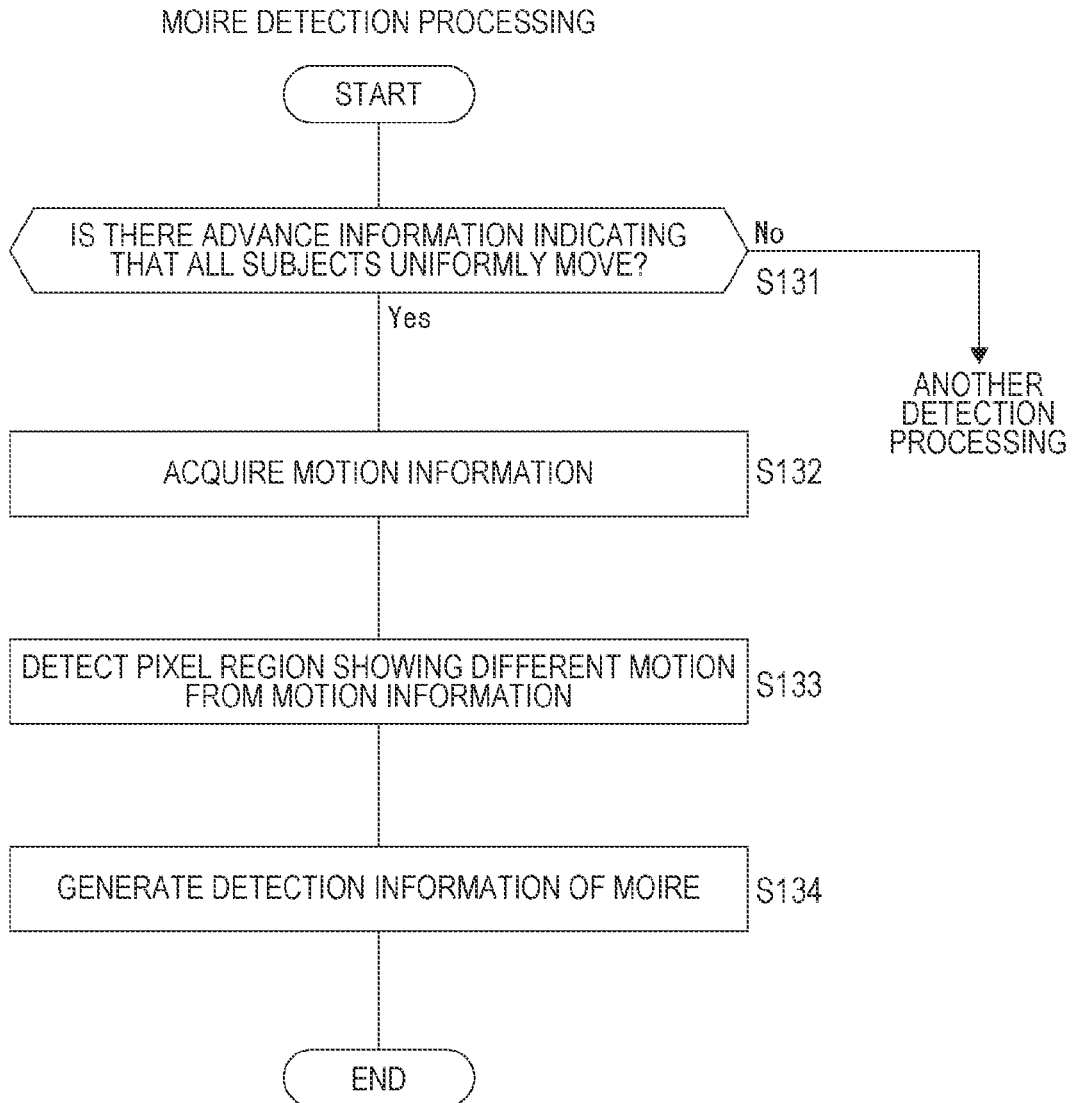 MOIRE DETECTION PROCESSING
START
IS THERE ADVANCE INFORMATION INDICATING
THAT ALL SUBJECTS UNIFORMLY MOVE?
No
S131
Yes
ANOTHER
DETECTION
PROCESSING
ACQUIRE MOTION INFORMATION
S132
DETECT PIXEL REGION SHOWING DIFFERENT MOTION
FROM MOTION INFORMATION
S133
GENERATE DETECTION INFORMATION OF MOIRE
S134
END